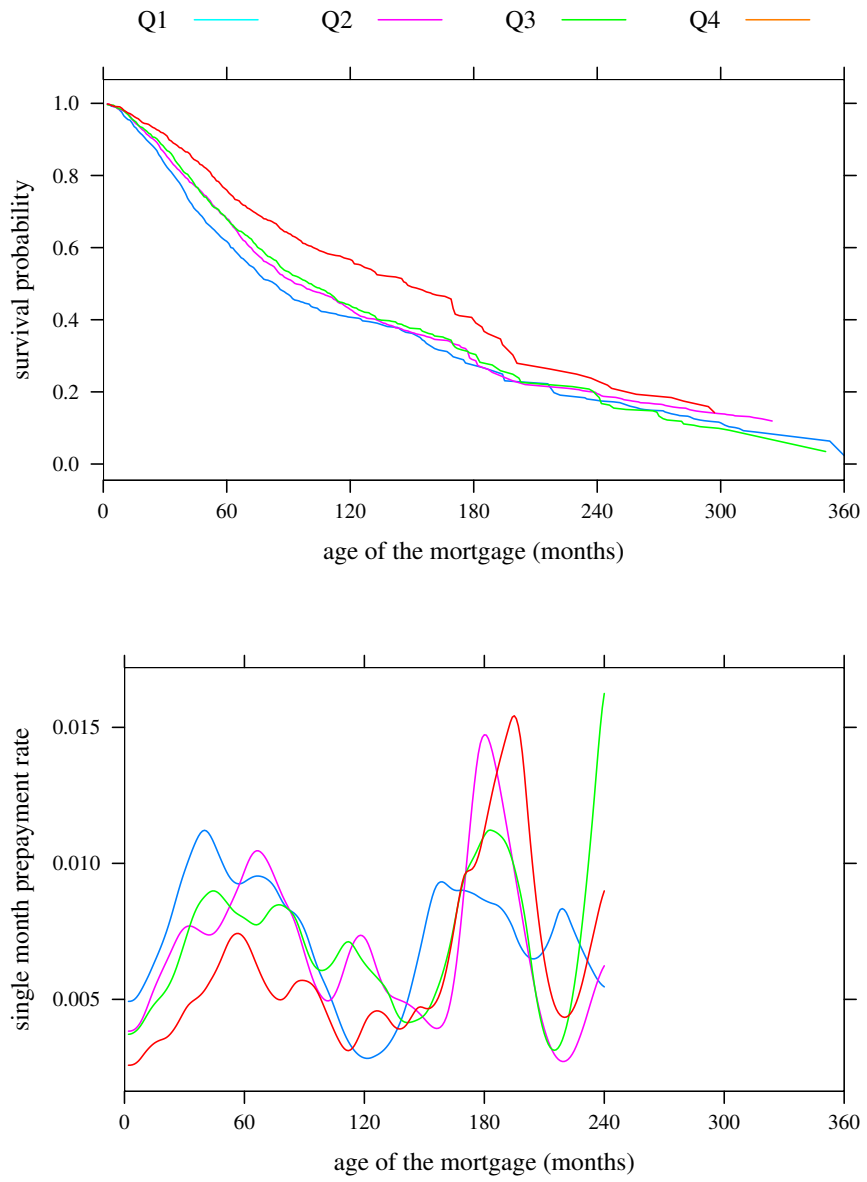 Q1 Q2 Q3 Q4
1.0
0.8
0.6
0.4
0.2
0.0
survival probability
0 60 120 180 240 300 360
age of the mortgage (months)
0.015
0.010
0.005
single month prepayment rate
0 60 120 180 240 300 360
age of the mortgage (months)